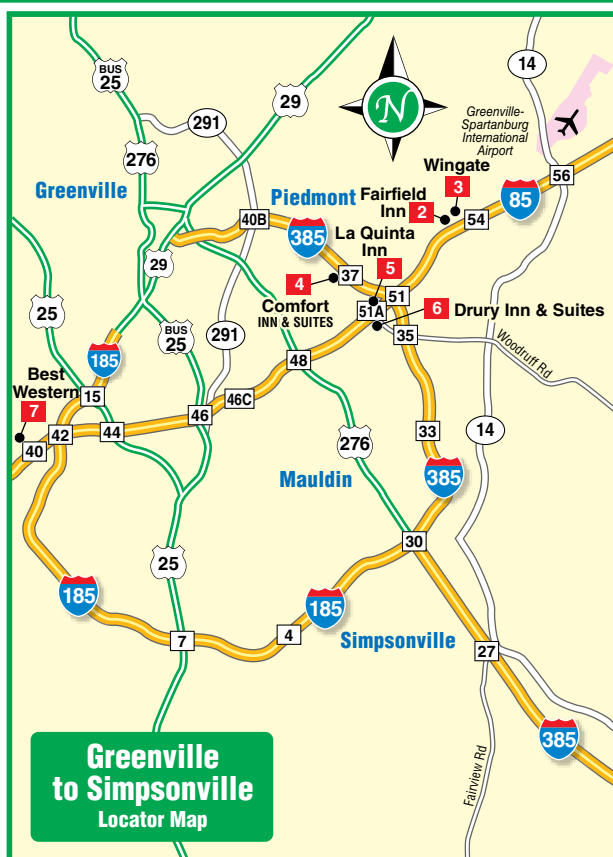 BUS
25
276
291
29
14
Greenville-
Spartanburg
International
Airport
N
56
Wingate
3
85
Greenville
Piedmont
Fairfield
Inn
2
54
40B
385
La Quinta
Inn
5
29
4
37
51
Comfort
INN & SUITES
51A
6
Drury Inn & Suites
25
BUS
25
291
35
Woodruff Rd
185
48
Best
Western
7
15
46C
46
42
44
40
33
14
276
Mauldin
385
30
25
185
185
7
4
Simpsonville
27
385
Fairview Rd
Greenville
to Simpsonville
Locator Map